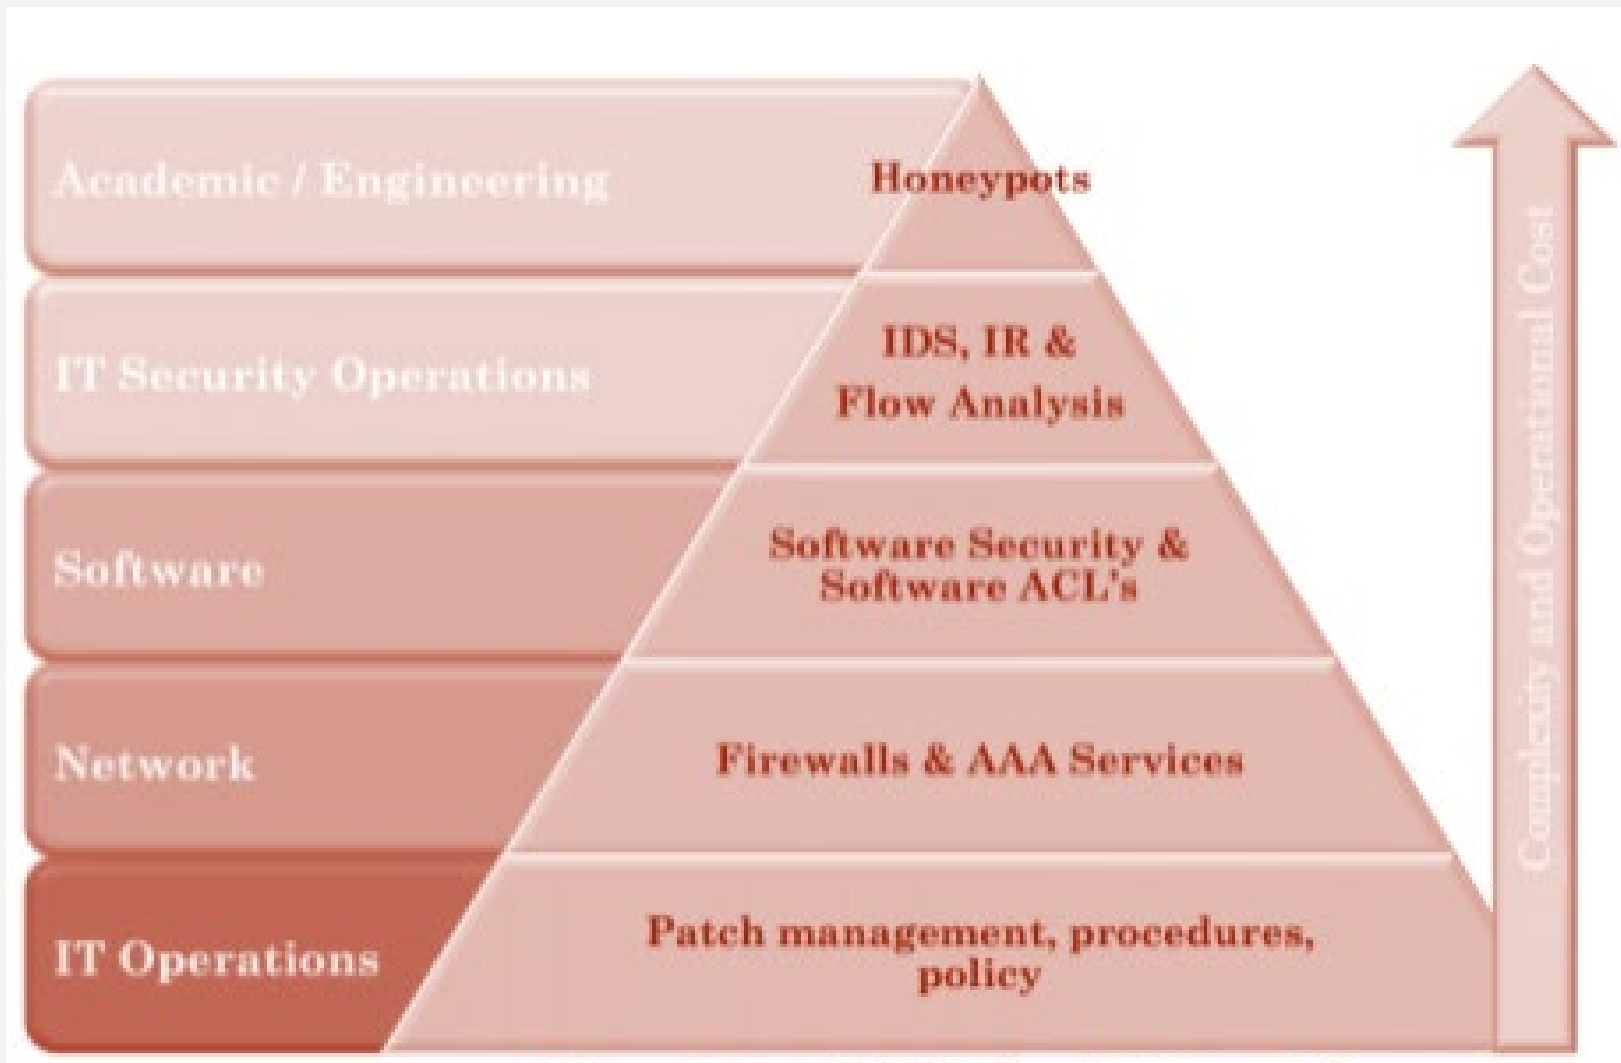 Academic / Engineering
Honeypots
IT Security Operations
IDS, IR &
Flow Analysis
Software
Software Security &
Software ACL's
Network
Firewalls & AAA Services
IT Operations
Patch management, procedures,
policy
Complexity and Operational Cost